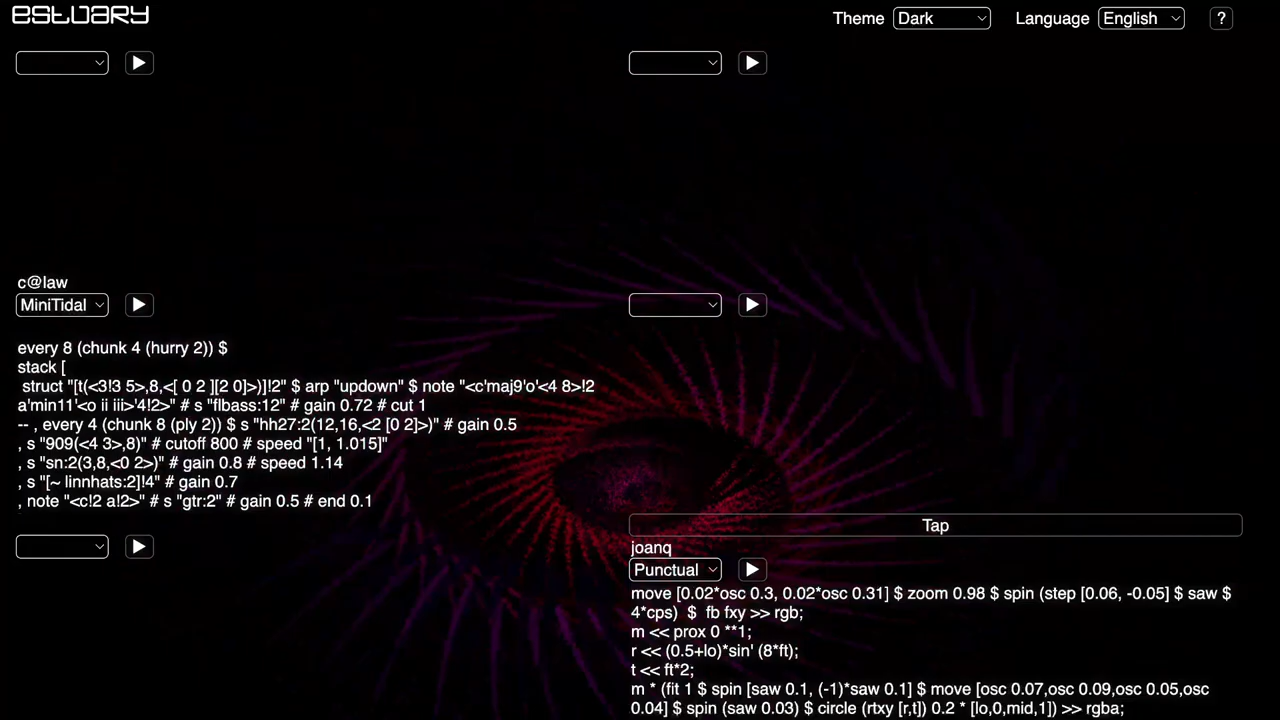 estuary
Theme Dark Language English ?
c@law
MiniTidal
every 8 (chunk 4 (hurry 2)) $
stack [
struct "[t(<3!3 5>,8,<[ 0 2 ][2 0]>)]!2" $ arp "updown" $ note "<c'maj9'o'<4 8>!2
a'min11'<o ii iii>'4!2>" # s "flbass:12" # gain 0.72 # cut 1
-- , every 4 (chunk 8 (ply 2)) $ s "hh27:2(12,16,<2 [0 2]>)" # gain 0.5
, s "909(<4 3>,8)" # cutoff 800 # speed "[1, 1.015]"
, s "sn:2(3,8,<0 2>)" # gain 0.8 # speed 1.14
, s "[~ linnhats:2]!4" # gain 0.7
, note "<c!2 a!2>" # s "gtr:2" # gain 0.5 # end 0.1
Tap
joanq
Punctual
move [0.02*osc 0.3, 0.02*osc 0.31] $ zoom 0.98 $ spin (step [0.06, -0.05] $ saw $
4*cps) $ fb fxy >> rgb;
m << prox 0 **1;
r << (0.5+lo)*sin' (8*ft);
t << ft*2;
m * (fit 1 $ spin [saw 0.1, (-1)*saw 0.1] $ move [osc 0.07,osc 0.09,osc 0.05,osc
0.04] $ spin (saw 0.03) $ circle (rtxy [r,t]) 0.2 * [lo,0,mid,1]) >> rgba;